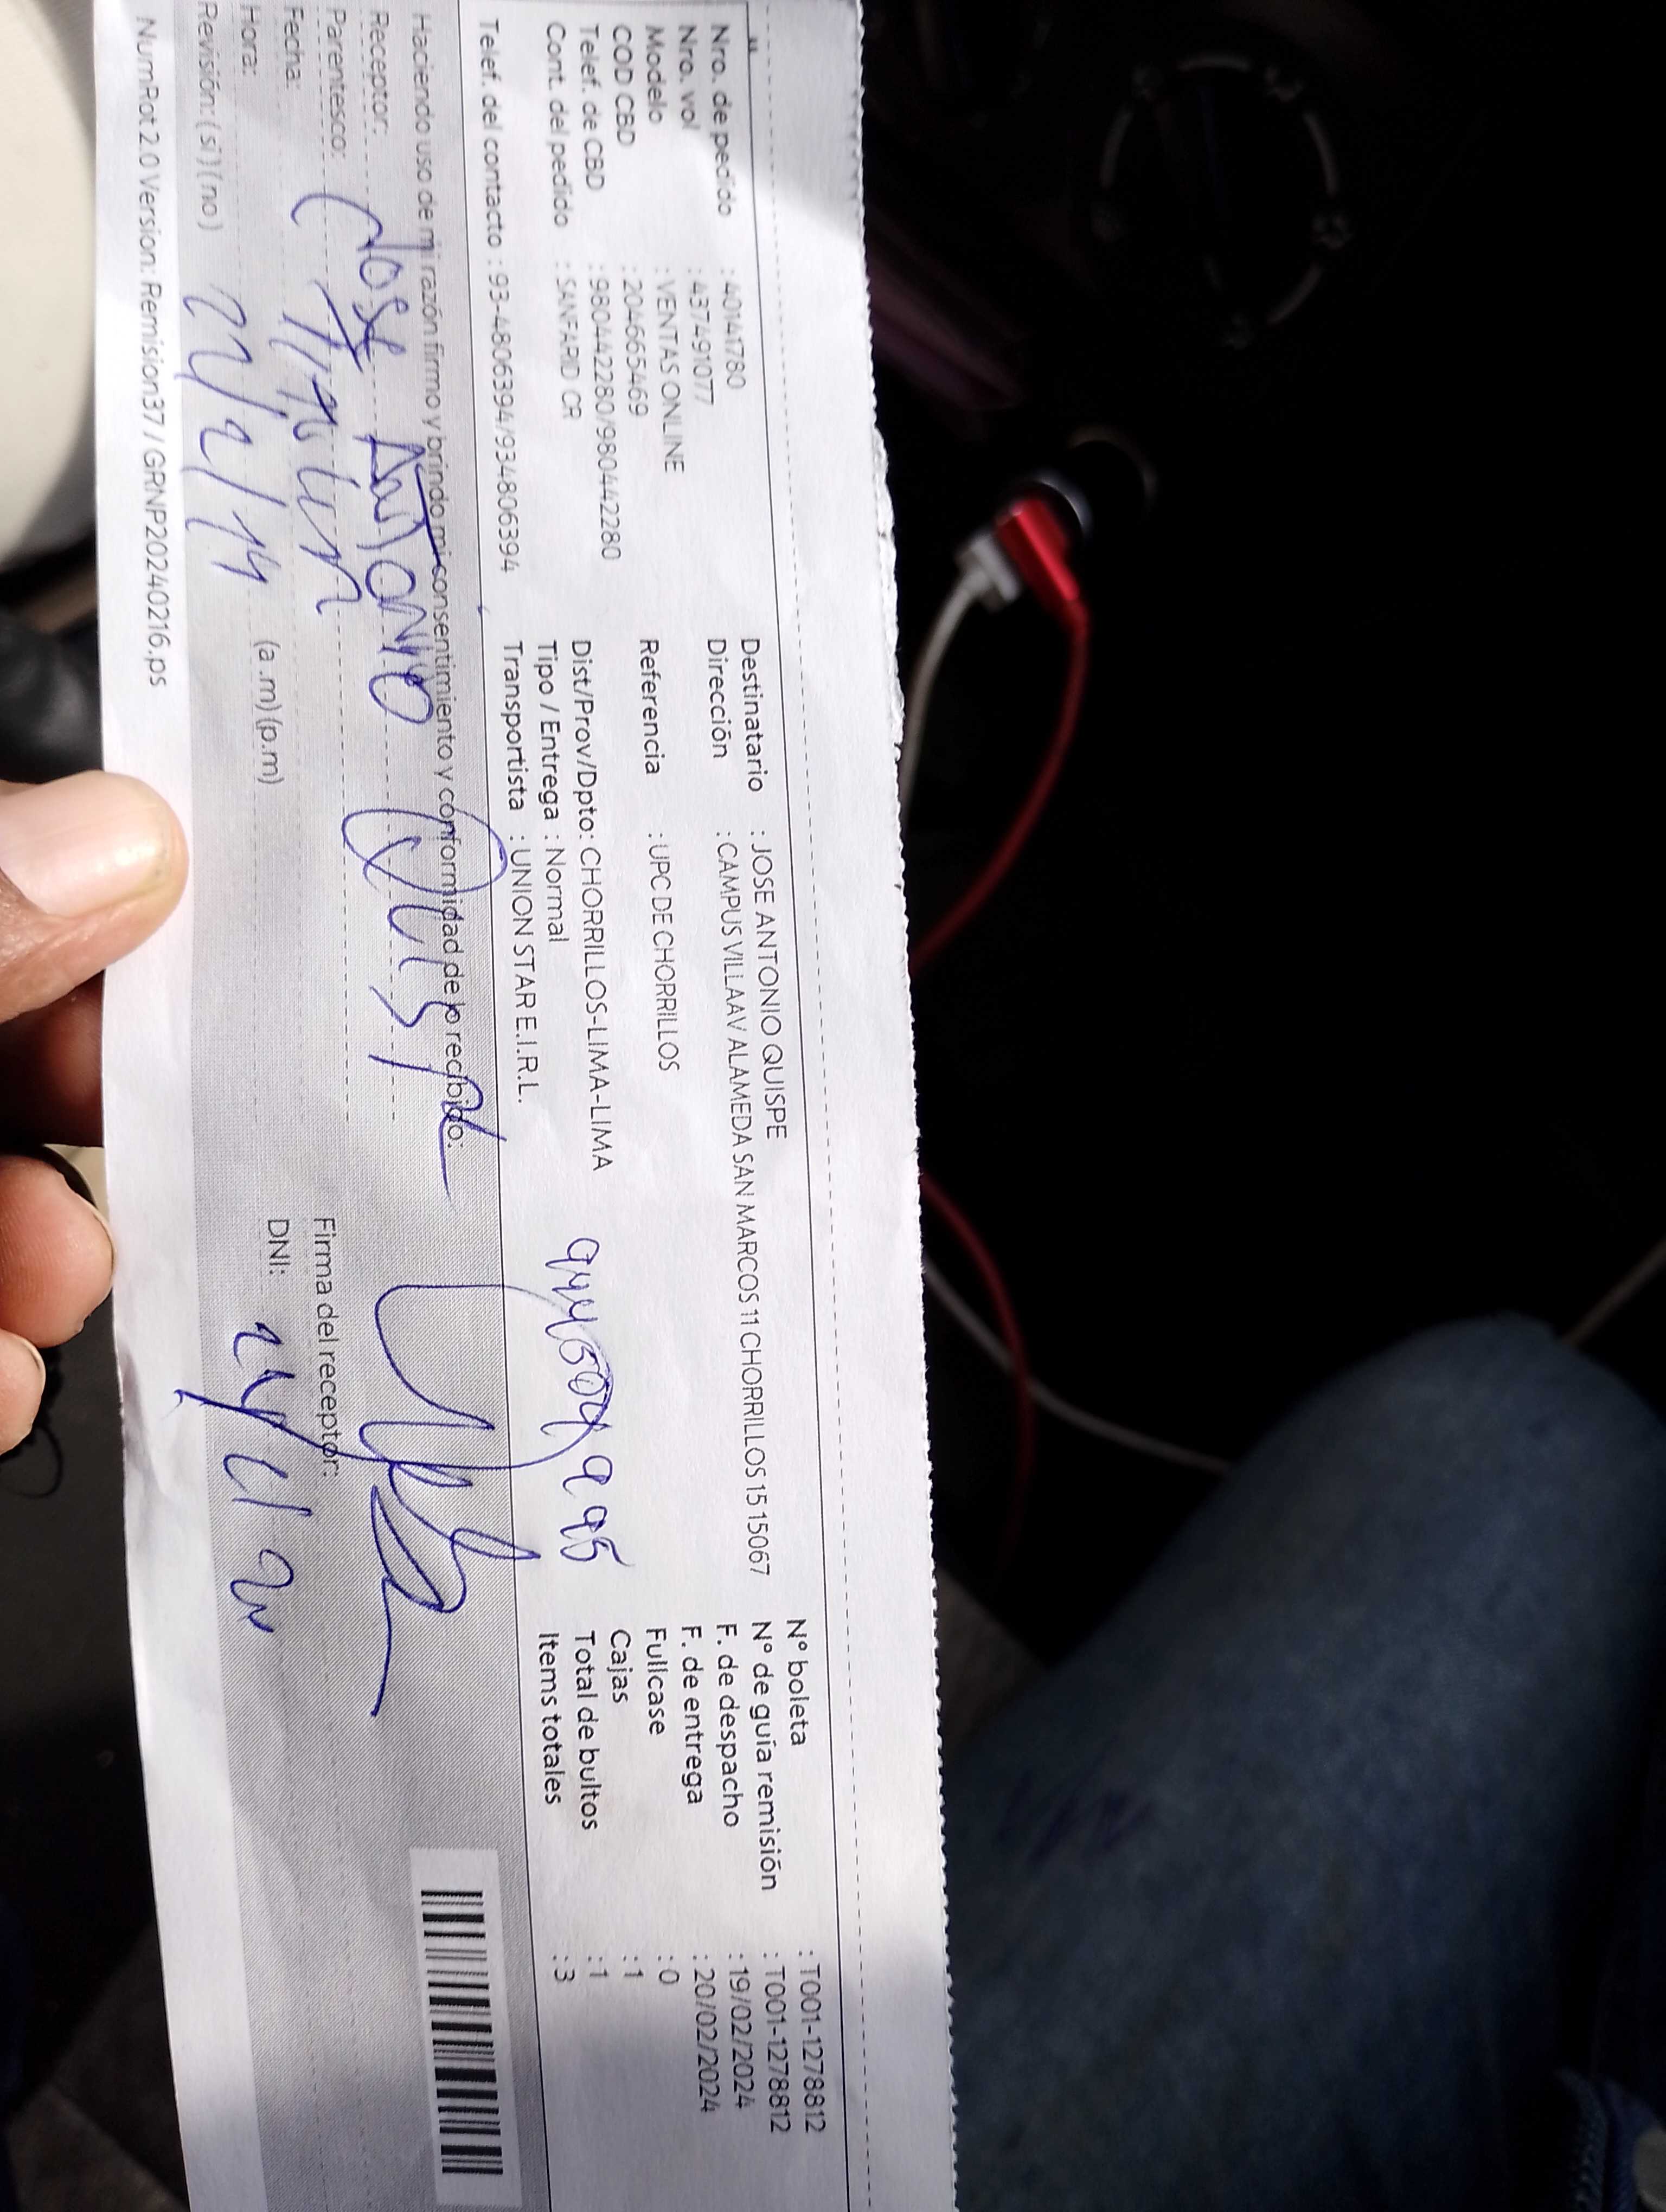 Nro. de pedido : 40141780
Nro. vol : 437491077
Modelo : VENTAS ONLINE
COD CBD : 204665469
Telef. de CBD : 980442280/980442280
Cont. del pedido : SANFARD CR
Telef. del contacto : 93-4806394/934806394
Destinatario : JOSE ANTONIO QUISPE
Dirección : CAMPUS VILLA AV ALAMEDA SAN MARCOS 11 CHORRILLOS 15 15067
Referencia : UPC DE CHORRILLOS
Dist/Prov/Dpto: CHORRILLOS-LIMA-LIMA
Tipo / Entrega : Normal
Transportista : UNION STAR E.I.R.L.
N° boleta : T001-1278812
N° de guía remisión : T001-1278812
F. de despacho : 19/02/2024
F. de entrega : 20/02/2024
Fullcase : 0
Cajas : 1
Total de bultos : 1
Items totales : 3
Haciendo uso de mi razón firmo y brindo mi consentimiento y conformidad de lo recibido:
Receptor: Jose Antonio Quispe
Parentesco:
Fecha:
Hora: (a.m) (p.m)
Revisión: ( si ) ( no )
Firma del receptor:
DNI:
NumRot 2.0 Version: Remision37 / GRNP20240216.ps